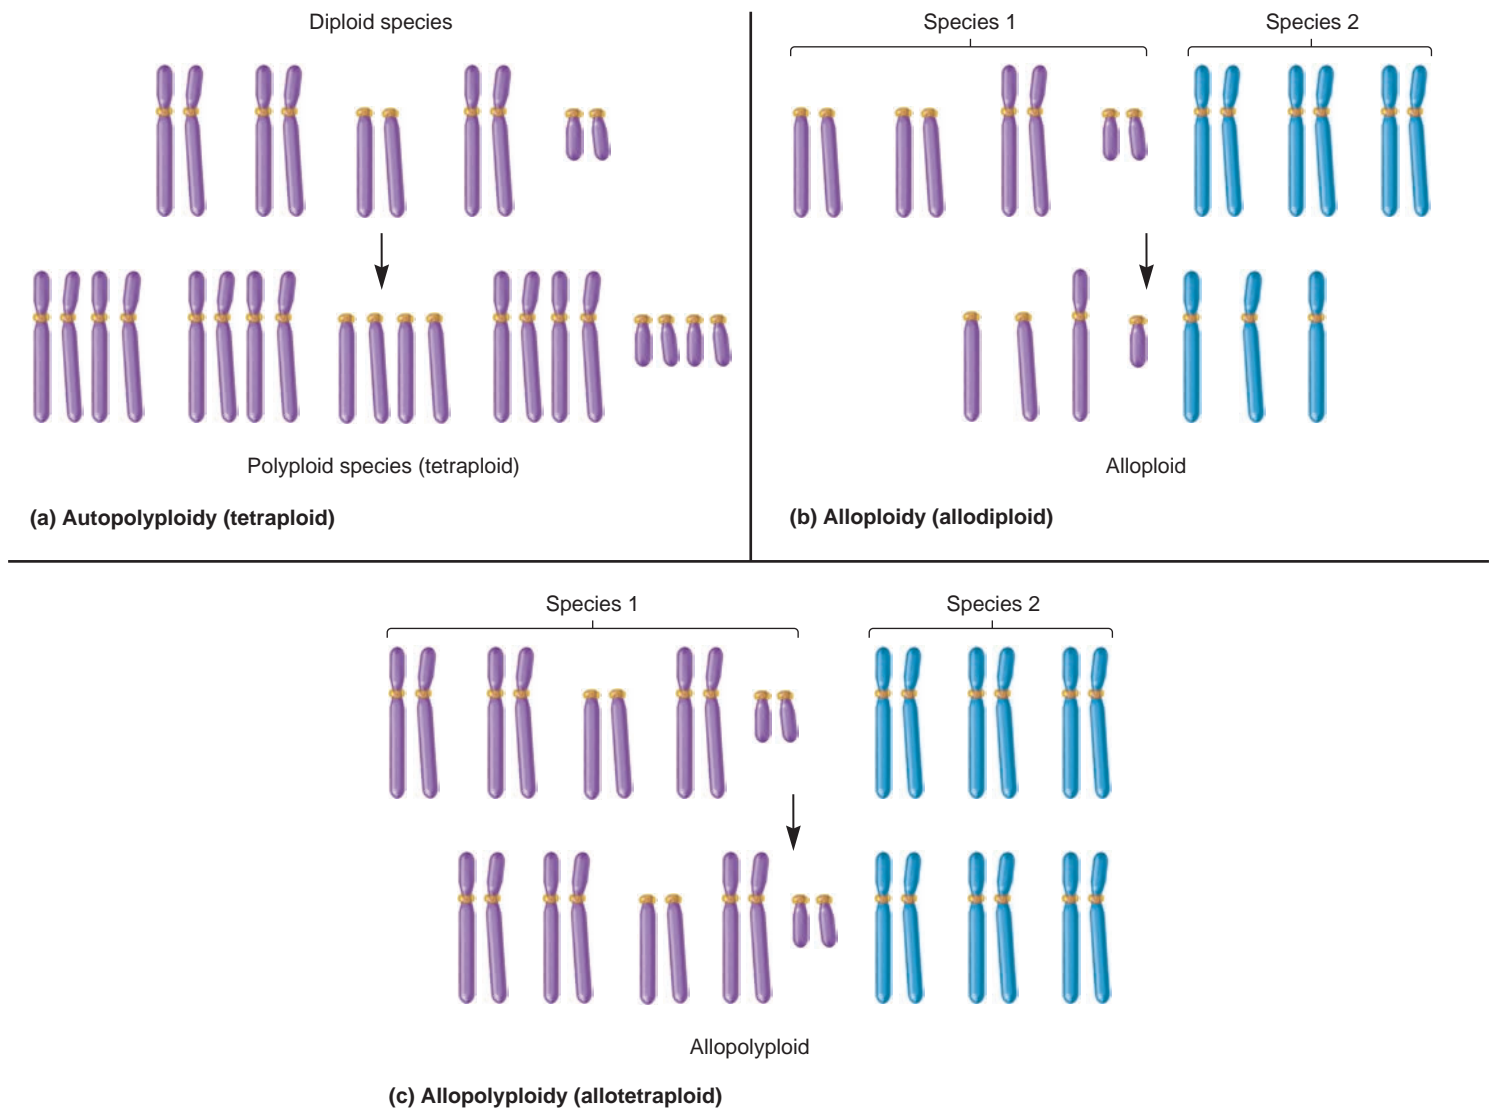 Diploid species
Polyploid species (tetraploid)
(a) Autopolyploidy (tetraploid)
Species 1
Species 2
Alloploid
(b) Alloploidy (allodiploid)
Species 1
Species 2
Allopolyploid
(c) Allopolyploidy (allotetraploid)